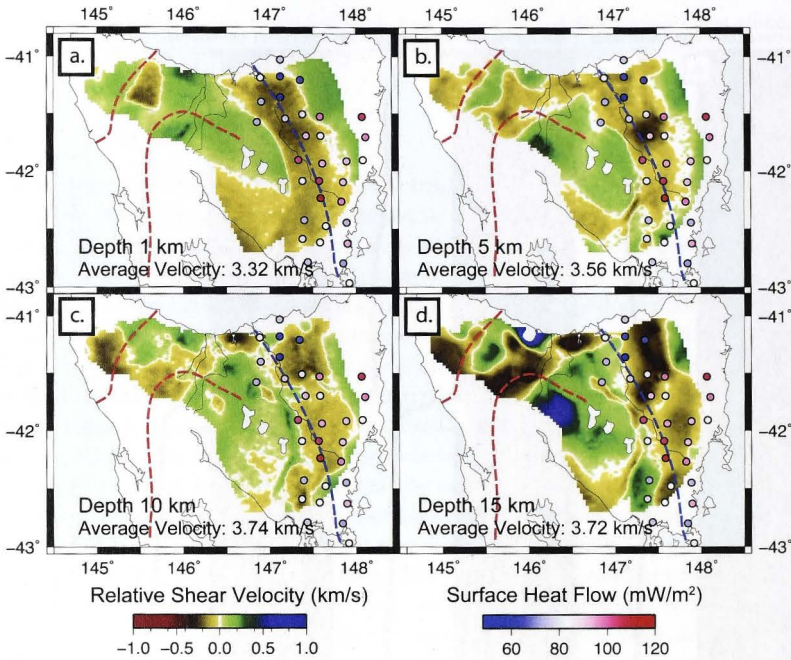 145° 146° 147° 148° 145° 146° 147° 148°
a. b.
−41° −41°
−42° −42°
Depth 1 km Depth 5 km
Average Velocity: 3.32 km/s Average Velocity: 3.56 km/s
−43° −43°
c. d.
−41° −41°
−42° −42°
Depth 10 km Depth 15 km
Average Velocity: 3.74 km/s Average Velocity: 3.72 km/s
−43° −43°
145° 146° 147° 148° 145° 146° 147° 148°
Relative Shear Velocity (km/s) Surface Heat Flow (mW/m²)
−1.0 −0.5 0.0 0.5 1.0 60 80 100 120